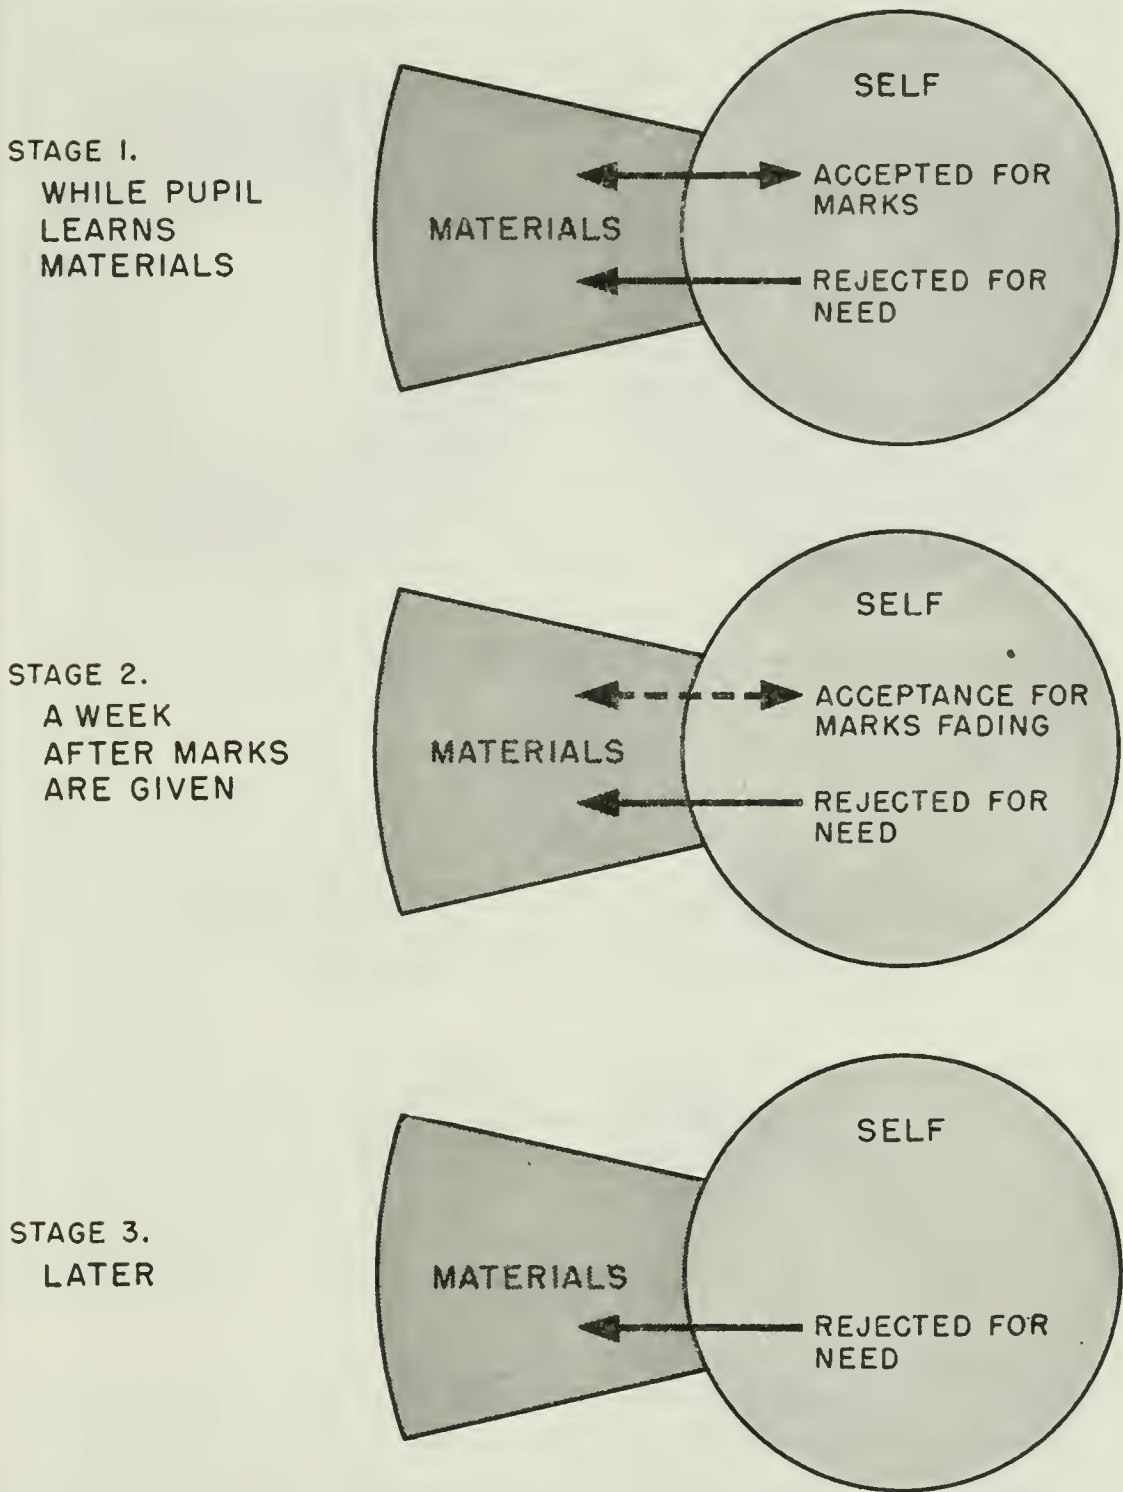 STAGE 1.
WHILE PUPIL
LEARNS
MATERIALS
MATERIALS
SELF
ACCEPTED FOR
MARKS
REJECTED FOR
NEED
STAGE 2.
A WEEK
AFTER MARKS
ARE GIVEN
MATERIALS
SELF
ACCEPTANCE FOR
MARKS FADING
REJECTED FOR
NEED
STAGE 3.
LATER
MATERIALS
SELF
REJECTED FOR
NEED